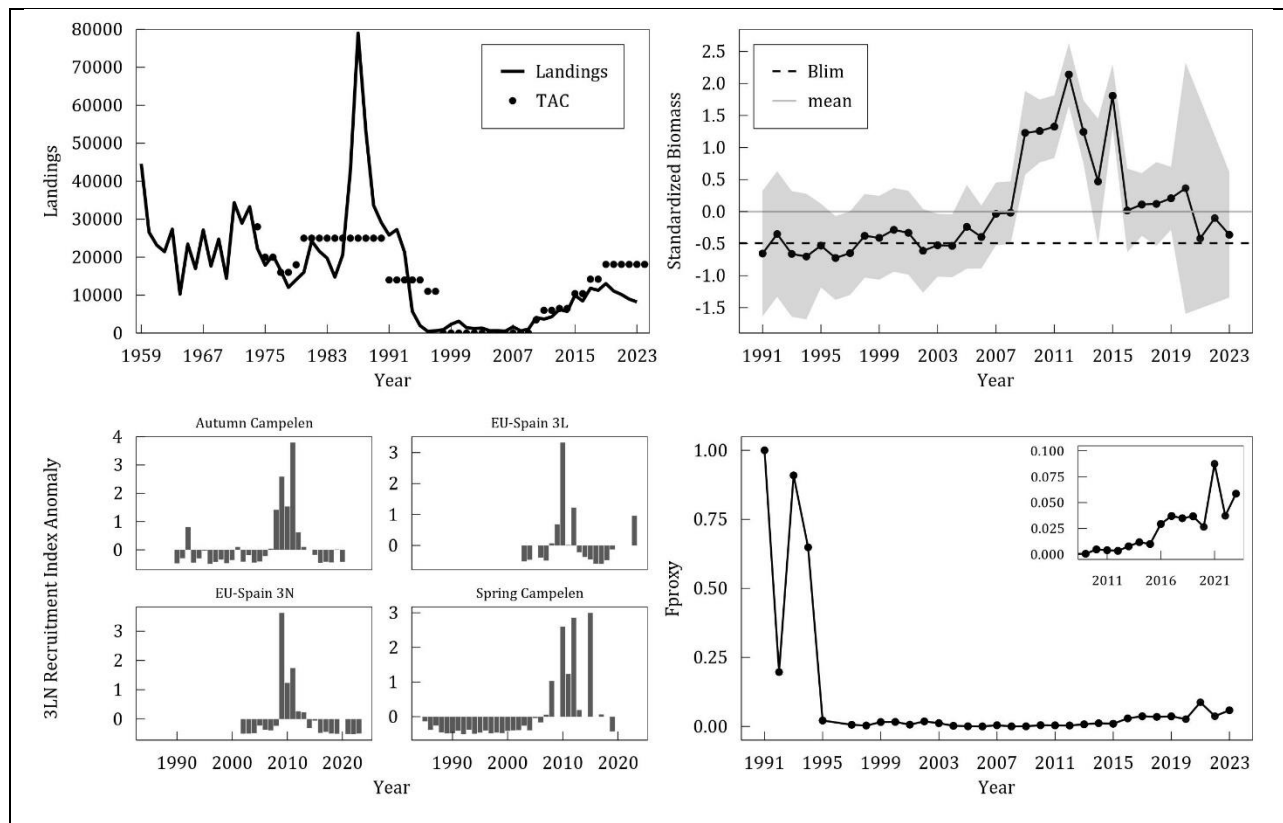 80000
70000
60000
50000
40000
30000
20000
10000
0
Landings
Landings
TAC
1959 1967 1975 1983 1991 1999 2007 2015 2023
Year
2.5
2.0
1.5
1.0
0.5
0.0
-0.5
-1.0
-1.5
Standardized Biomass
Blim
mean
1991 1995 1999 2003 2007 2011 2015 2019 2023
Year
3LN Recruitment Index Anomaly
Autumn Campelen
4
3
2
1
0
EU-Spain 3L
3
2
1
0
EU-Spain 3N
3
2
1
0
1990 2000 2010 2020
Spring Campelen
3
2
1
0
1990 2000 2010 2020
Year
1.00
0.75
0.50
0.25
0.00
Fproxy
0.100
0.075
0.050
0.025
0.000
2011 2016 2021
1991 1995 1999 2003 2007 2011 2015 2019 2023
Year